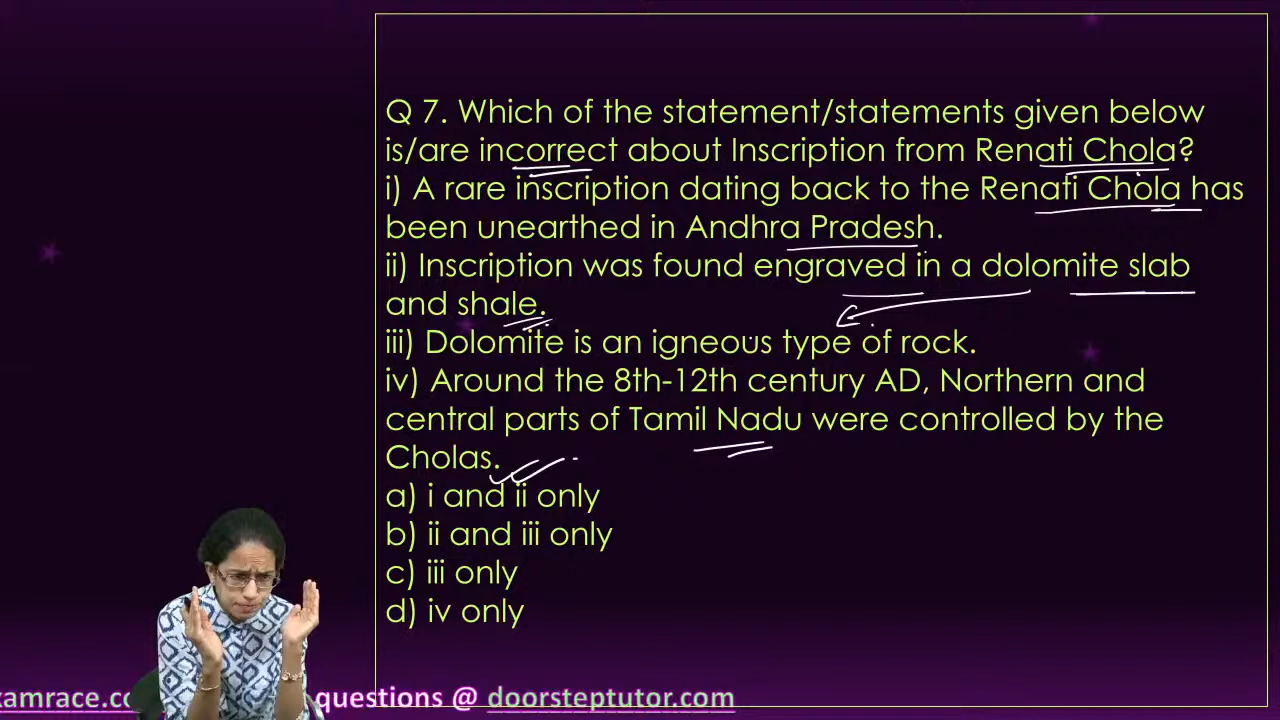 Q 7. Which of the statement/statements given below
is/are incorrect about Inscription from Renati Chola?
i) A rare inscription dating back to the Renati Chola has
been unearthed in Andhra Pradesh.
ii) Inscription was found engraved in a dolomite slab
and shale.
iii) Dolomite is an igneous type of rock.
iv) Around the 8th-12th century AD, Northern and
central parts of Tamil Nadu were controlled by the
Cholas.
a) i and ii only
b) ii and iii only
c) iii only
d) iv only
questions @ doorsteptutor.com